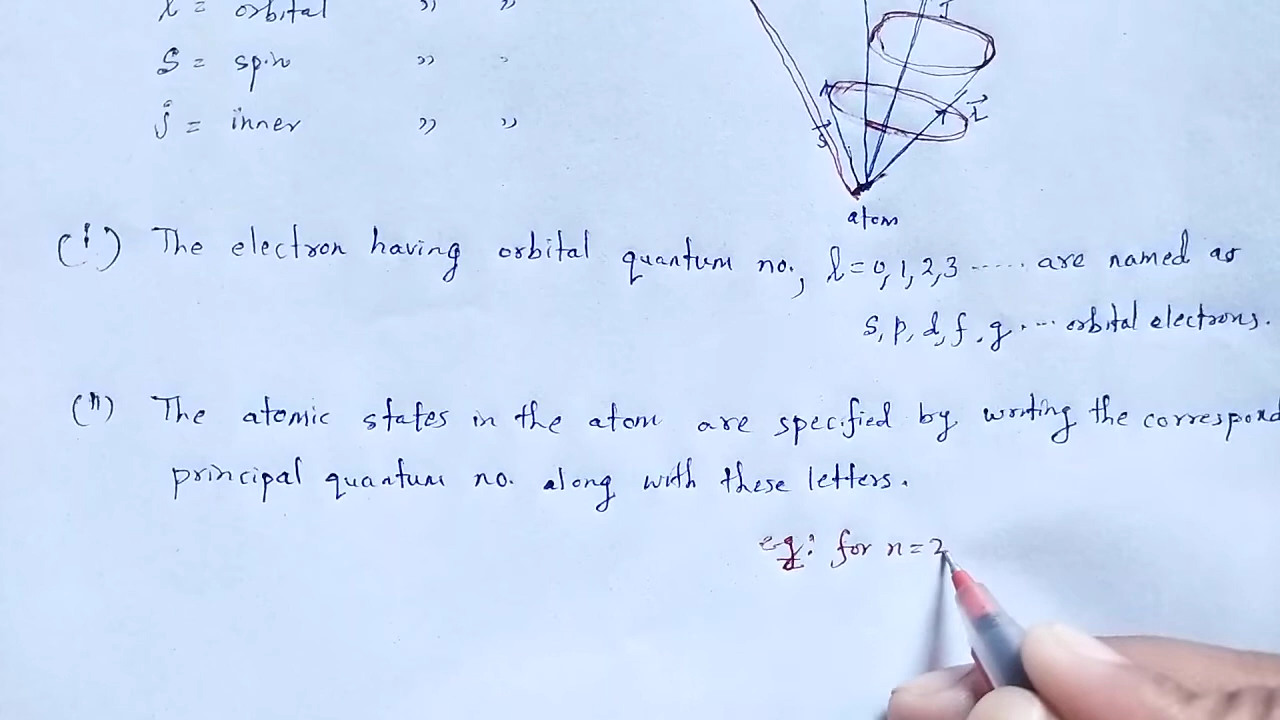 l = orbital " "
S = spin " "
j = inner " "
S
L
atom
(i) The electron having orbital quantum no., l = 0, 1, 2, 3 ...... are named as
s, p, d, f, g .... orbital electrons.
(ii) The atomic states in the atom are specified by writing the correspond
principal quantum no. along with these letters.
eg: for n = 2